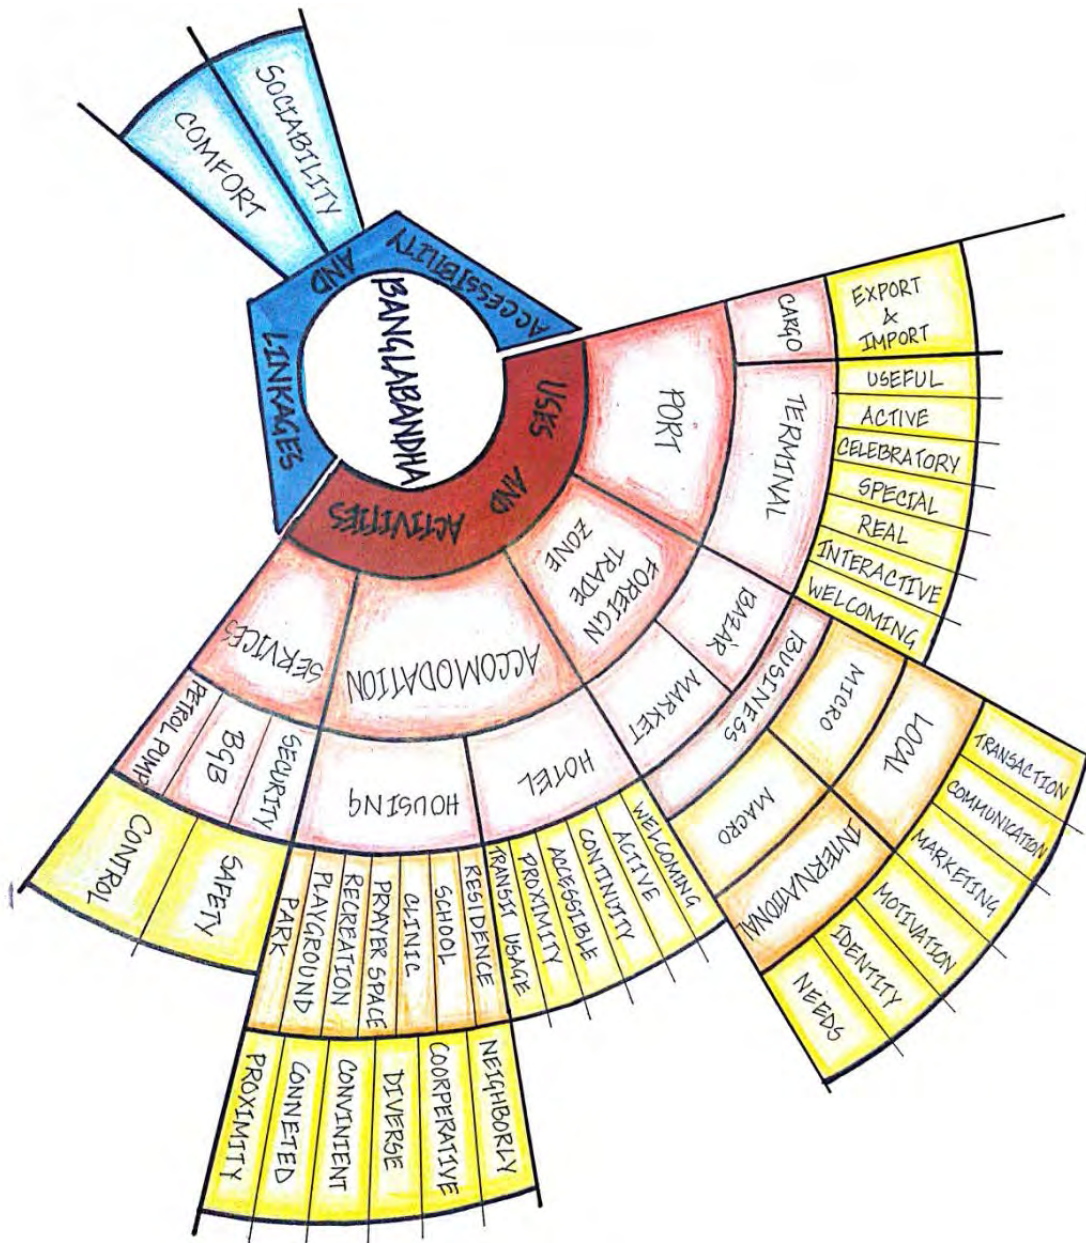 BANGLABANDHA
ACCESSIBILITY
AND
LINKAGES
SOCIABILITY
COMFORT
USES
AND
ACTIVITIES
PORT
CARGO
EXPORT
&
IMPORT
TERMINAL
USEFUL
ACTIVE
CELEBRATORY
SPECIAL
REAL
INTERACTIVE
WELCOMING
FOREIGN
TRADE
ZONE
BAZAR
MARKET
BUSINESS
MICRO
MACRO
LOCAL
INTERNATIONAL
TRANSACTION
COMMUNICATION
MARKETING
MOTIVATION
IDENTITY
NEEDS
ACCOMODATION
HOTEL
WELCOMING
ACTIVE
CONTINUITY
ACCESSIBLE
PROXIMITY
TRANSIT USAGE
HOUSING
RESIDENCE
SCHOOL
CLINIC
PRAYER SPACE
RECREATION
PLAYGROUND
PARK
NEIGHBORLY
COORPERATIVE
DIVERSE
CONVINIENT
CONNETED
PROXIMITY
SERVICES
SECURITY
BGB
PETROL PUMP
SAFETY
CONTROL